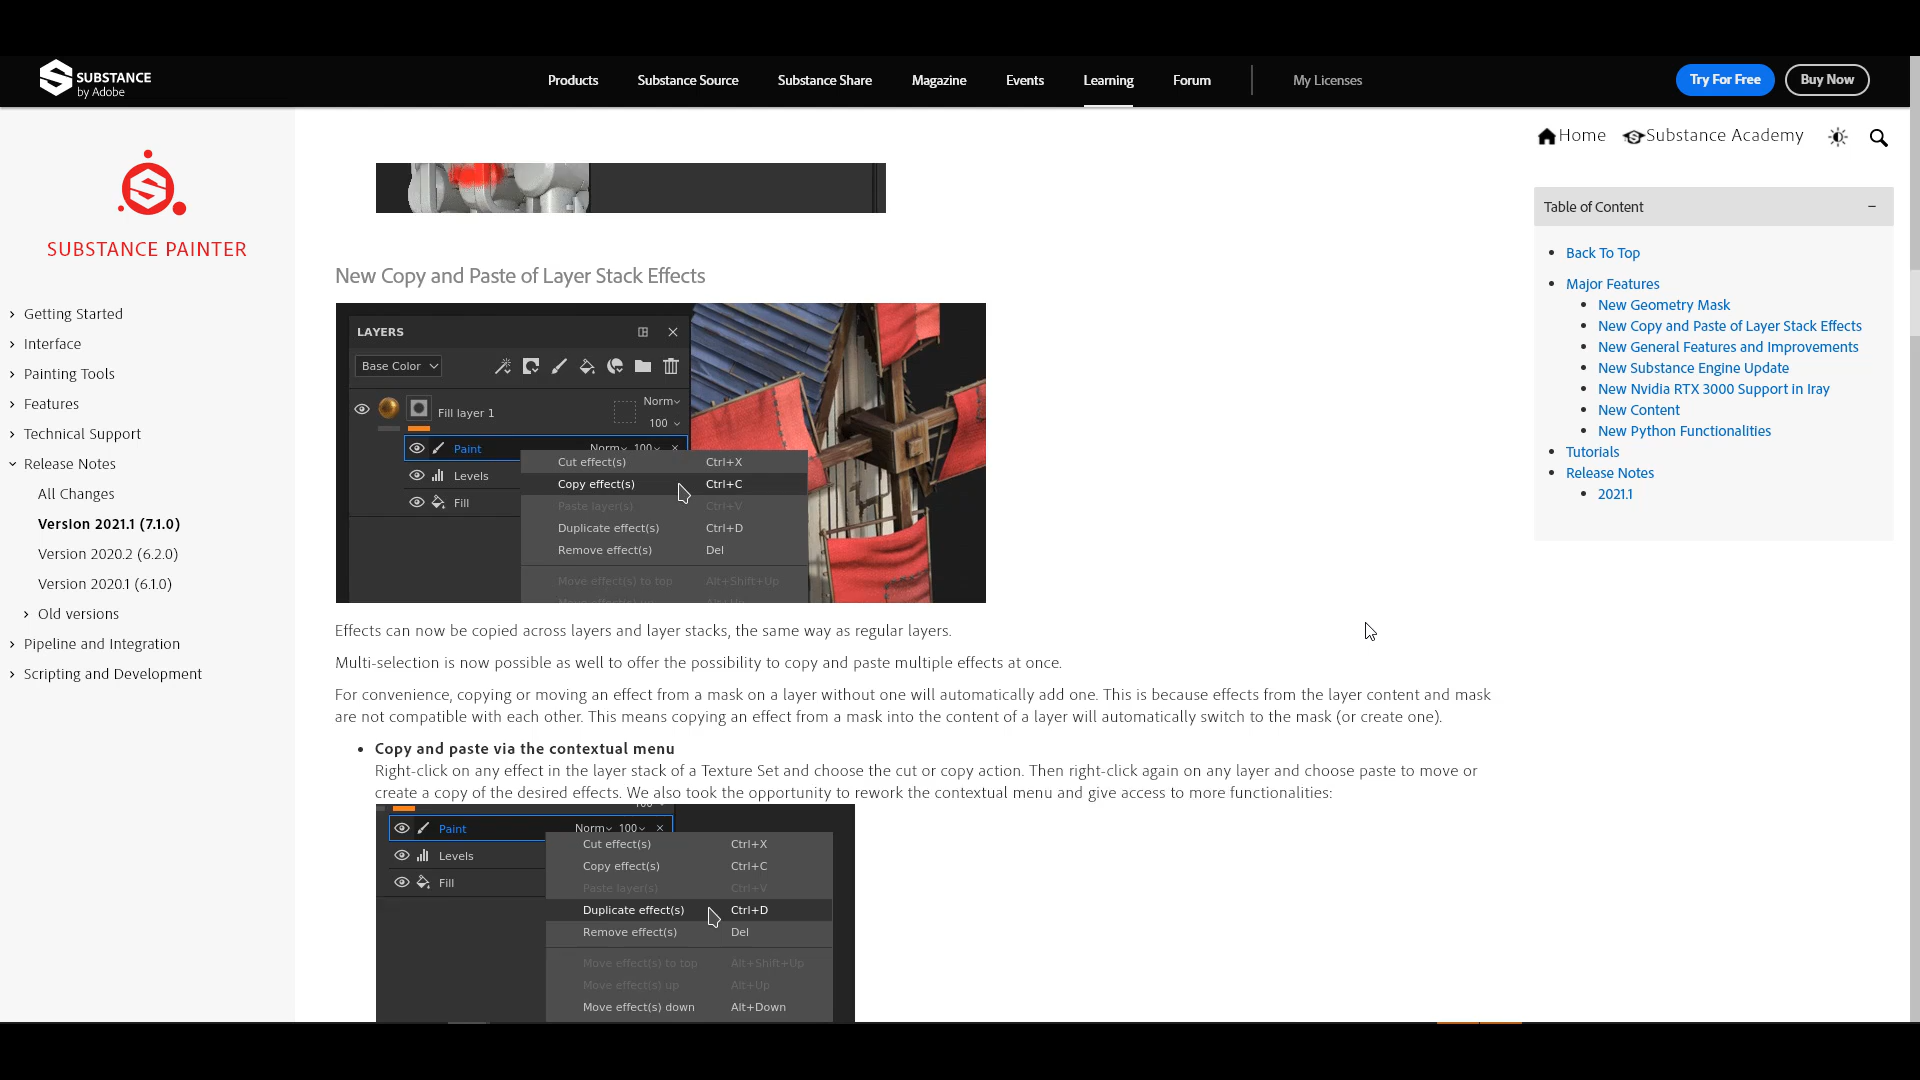 SUBSTANCE
by Adobe
Products
Substance Source
Substance Share
Magazine
Events
Learning
Forum
My Licenses
Try For Free
Buy Now
Home
Substance Academy
SUBSTANCE PAINTER
Getting Started
Interface
Painting Tools
Features
Technical Support
Release Notes
All Changes
Version 2021.1 (7.1.0)
Version 2020.2 (6.2.0)
Version 2020.1 (6.1.0)
Old versions
Pipeline and Integration
Scripting and Development
New Copy and Paste of Layer Stack Effects
LAYERS
Base Color
Fill layer 1
Norm
100
Paint
Norm 100
Levels
Fill
Cut effect(s) Ctrl+X
Copy effect(s) Ctrl+C
Paste layer(s) Ctrl+V
Duplicate effect(s) Ctrl+D
Remove effect(s) Del
Move effect(s) to top Alt+Shift+Up
Move effect(s) up Alt+Up
Effects can now be copied across layers and layer stacks, the same way as regular layers.
Multi-selection is now possible as well to offer the possibility to copy and paste multiple effects at once.
For convenience, copying or moving an effect from a mask on a layer without one will automatically add one. This is because effects from the layer content and mask
are not compatible with each other. This means copying an effect from a mask into the content of a layer will automatically switch to the mask (or create one).
• Copy and paste via the contextual menu
Right-click on any effect in the layer stack of a Texture Set and choose the cut or copy action. Then right-click again on any layer and choose paste to move or
create a copy of the desired effects. We also took the opportunity to rework the contextual menu and give access to more functionalities:
100
Paint
Norm 100
Levels
Fill
Cut effect(s) Ctrl+X
Copy effect(s) Ctrl+C
Paste layer(s) Ctrl+V
Duplicate effect(s) Ctrl+D
Remove effect(s) Del
Move effect(s) to top Alt+Shift+Up
Move effect(s) up Alt+Up
Move effect(s) down Alt+Down
Table of Content
• Back To Top
• Major Features
• New Geometry Mask
• New Copy and Paste of Layer Stack Effects
• New General Features and Improvements
• New Substance Engine Update
• New Nvidia RTX 3000 Support in Iray
• New Content
• New Python Functionalities
• Tutorials
• Release Notes
• 2021.1